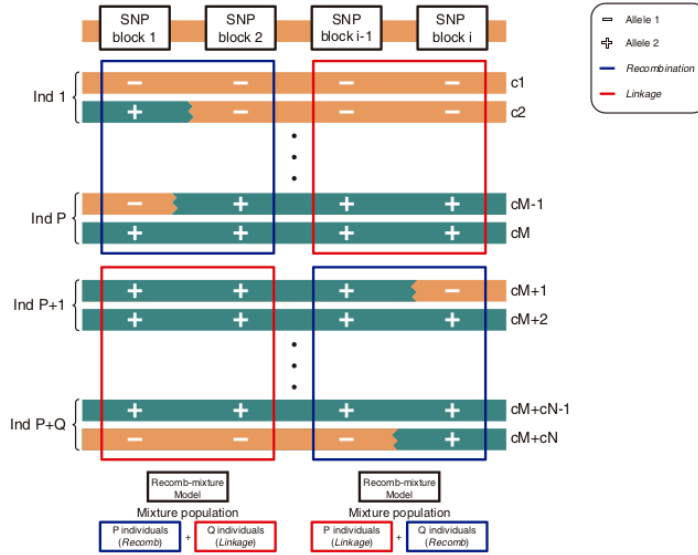 SNP
block 1
SNP
block 2
SNP
block i-1
SNP
block i
- Allele 1
+ Allele 2
Recombination
Linkage
Ind 1
- - - - c1
+ - - - c2
Ind P
- + + + cM-1
+ + + + cM
Ind P+1
+ + + - cM+1
+ + + + cM+2
Ind P+Q
+ + + + cM+cN-1
- - - + cM+cN
Recomb-mixture
Model
Mixture population
P individuals
(Recomb)
+
Q individuals
(Linkage)
Recomb-mixture
Model
Mixture population
P individuals
(Linkage)
+
Q individuals
(Recomb)